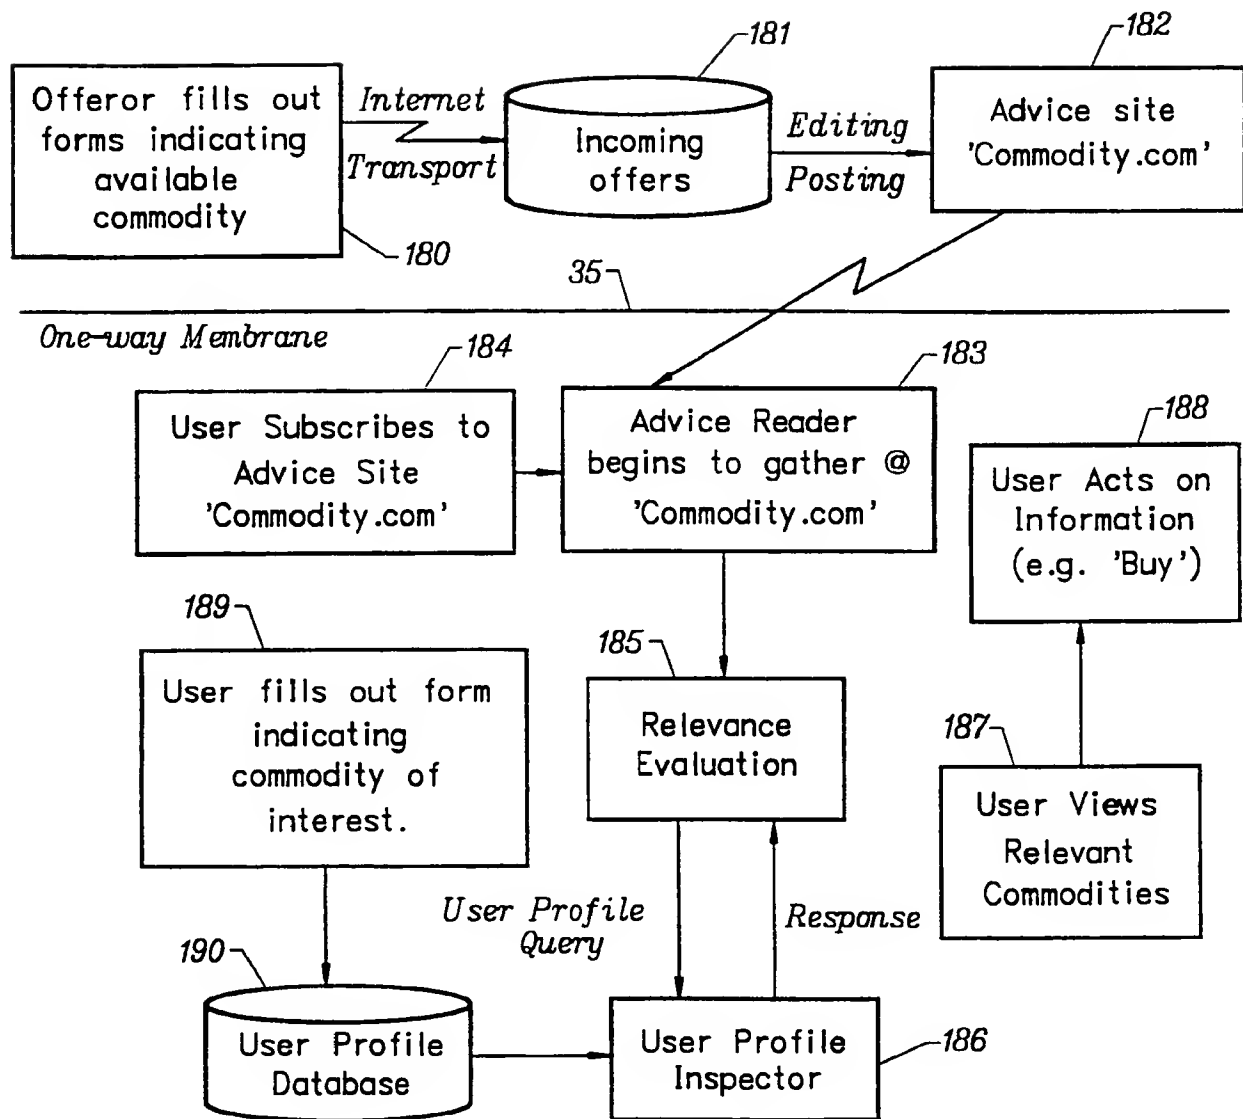 181
182
Offeror fills out
forms indicating
available
commodity
180
Internet
Transport
Incoming
offers
Editing
Posting
Advice site
'Commodity.com'
35
One-way Membrane
184
User Subscribes to
Advice Site
'Commodity.com'
183
Advice Reader
begins to gather @
'Commodity.com'
188
User Acts on
Information
(e.g. 'Buy')
189
User fills out form
indicating
commodity of
interest.
185
Relevance
Evaluation
187
User Views
Relevant
Commodities
User Profile
Query
Response
190
User Profile
Database
User Profile
Inspector
186